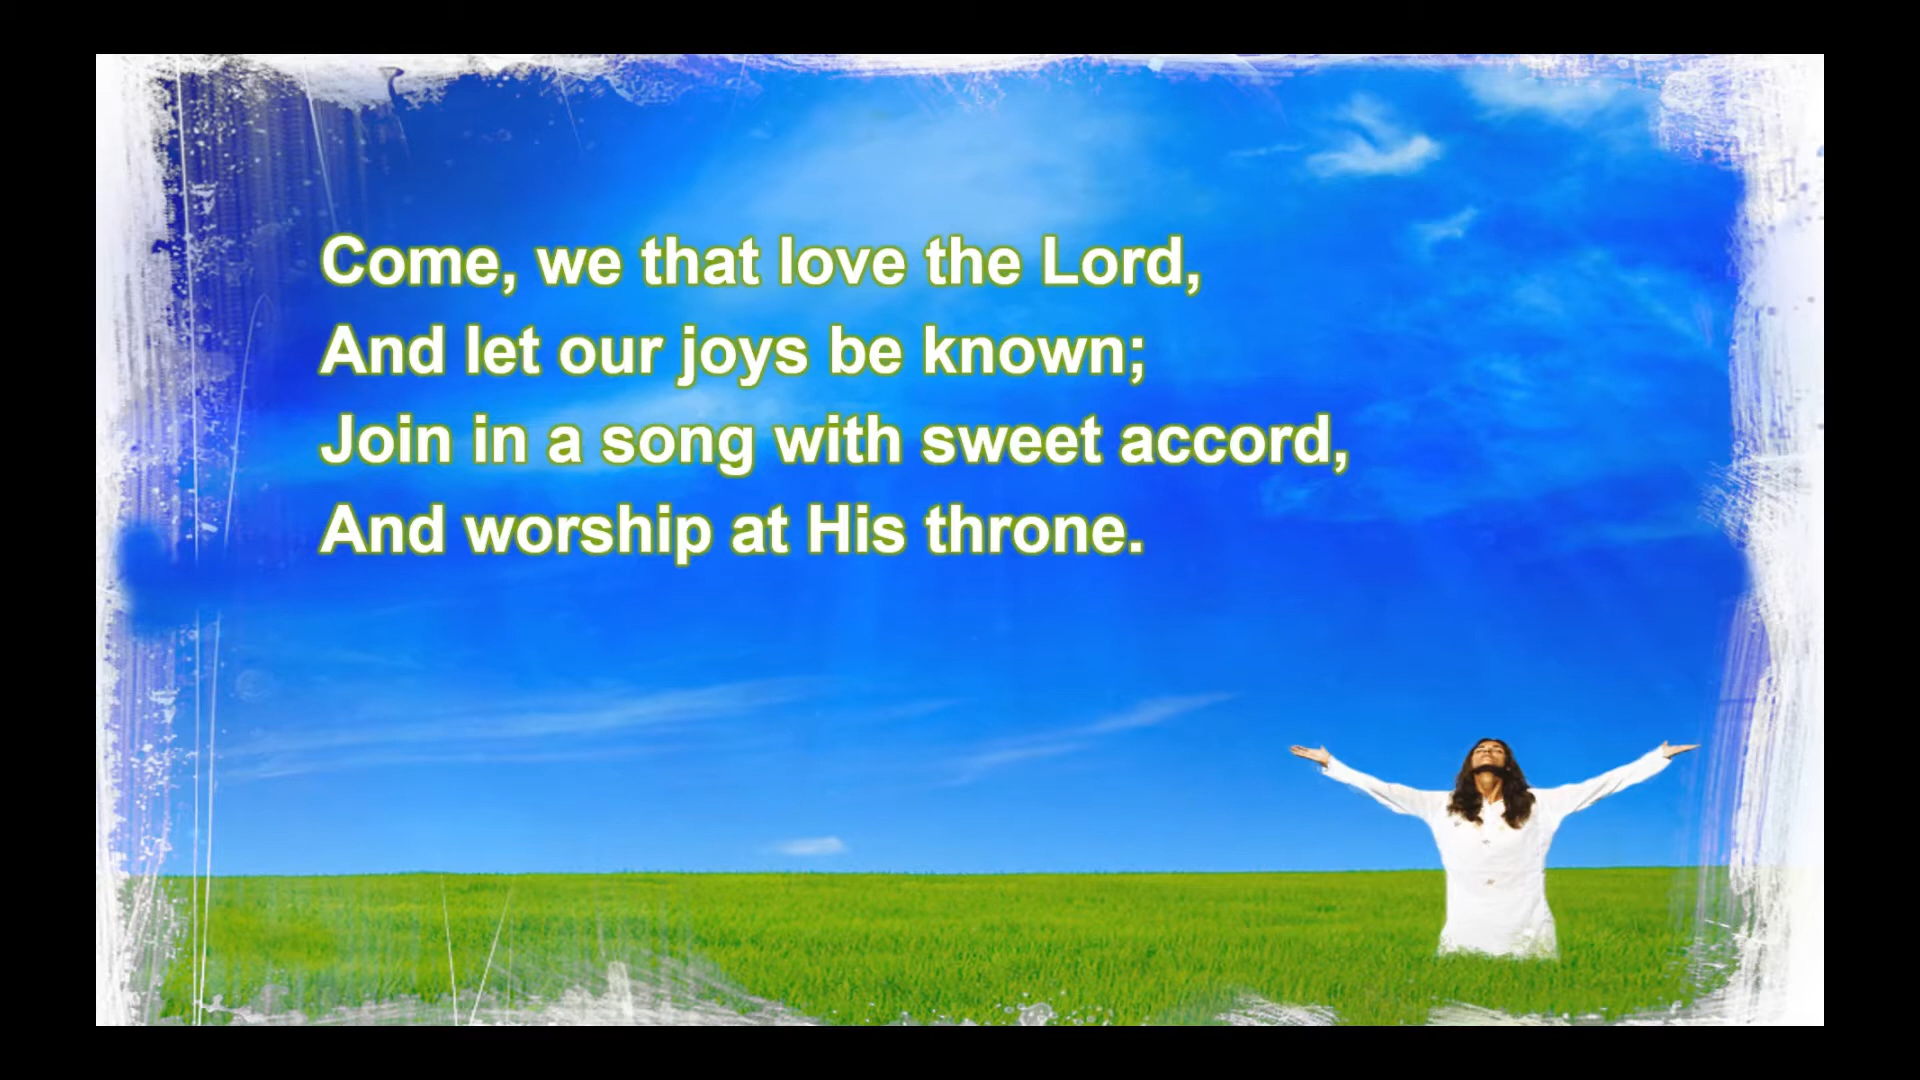 Come, we that love the Lord,
And let our joys be known;
Join in a song with sweet accord,
And worship at His throne.